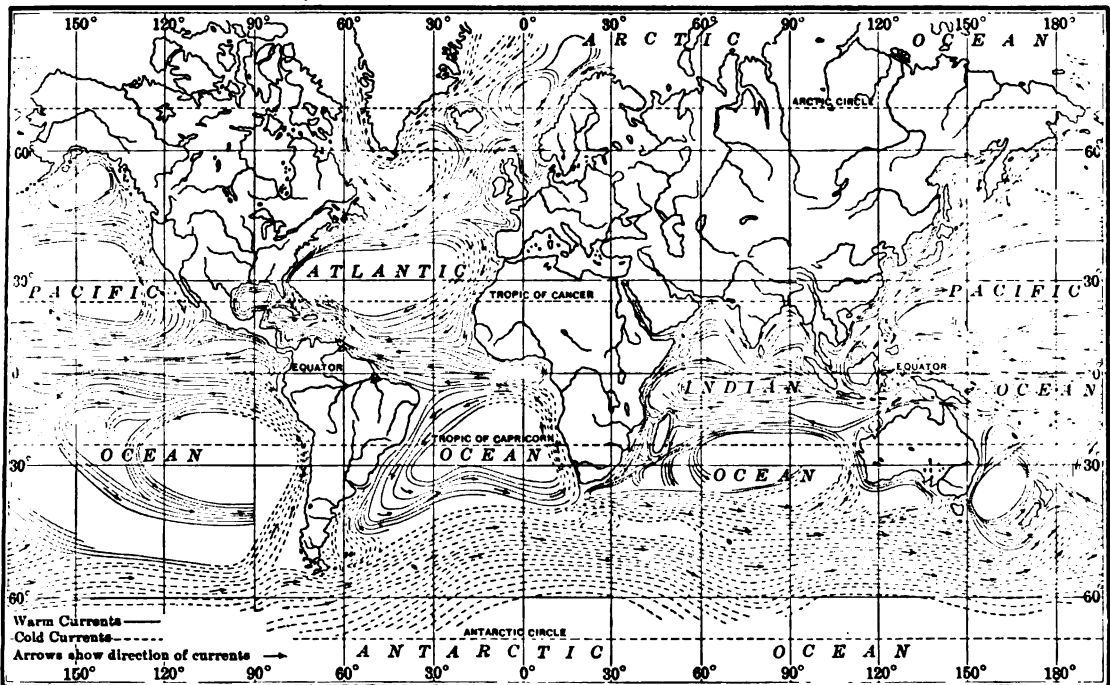 150° 120° 90° 60° 30° 0° 30° 60° 90° 120° 150° 180°
ARCTIC OCEAN
ARCTIC CIRCLE
60° 60°
ATLANTIC
30° 30°
PACIFIC TROPIC OF CANCER PACIFIC
EQUATOR EQUATOR
0 0°
INDIAN OCEAN
TROPIC OF CAPRICORN
OCEAN OCEAN
30° 30°
OCEAN
60° 60°
Warm Currents
Cold Currents
ANTARCTIC CIRCLE
Arrows show direction of currents
ANTARCTIC OCEAN
150° 120° 90° 60° 30° 0° 30° 60° 90° 120° 150° 180°